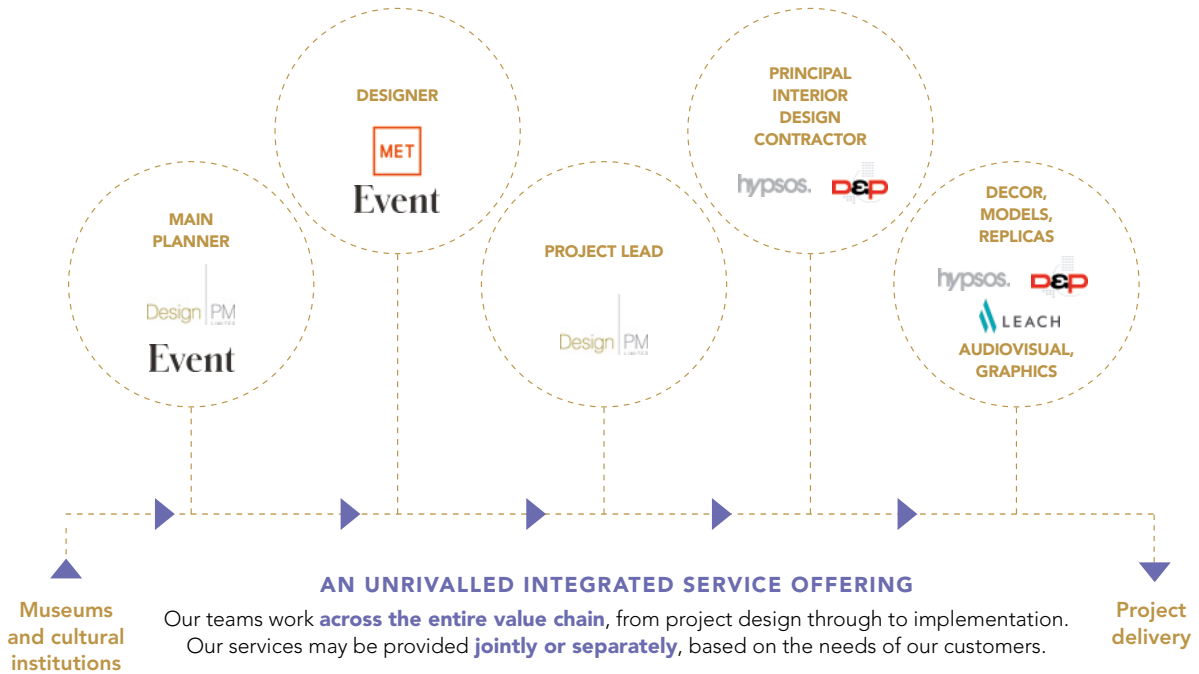 MAIN
PLANNER
Design PM
LIMITED
Event
DESIGNER
MET
Event
PROJECT LEAD
Design PM
LIMITED
PRINCIPAL
INTERIOR
DESIGN
CONTRACTOR
hypsos. D&P
DECOR,
MODELS,
REPLICAS
hypsos. D&P
LEACH
AUDIOVISUAL,
GRAPHICS
Museums
and cultural
institutions
AN UNRIVALLED INTEGRATED SERVICE OFFERING
Our teams work across the entire value chain, from project design through to implementation.
Our services may be provided jointly or separately, based on the needs of our customers.
Project
delivery